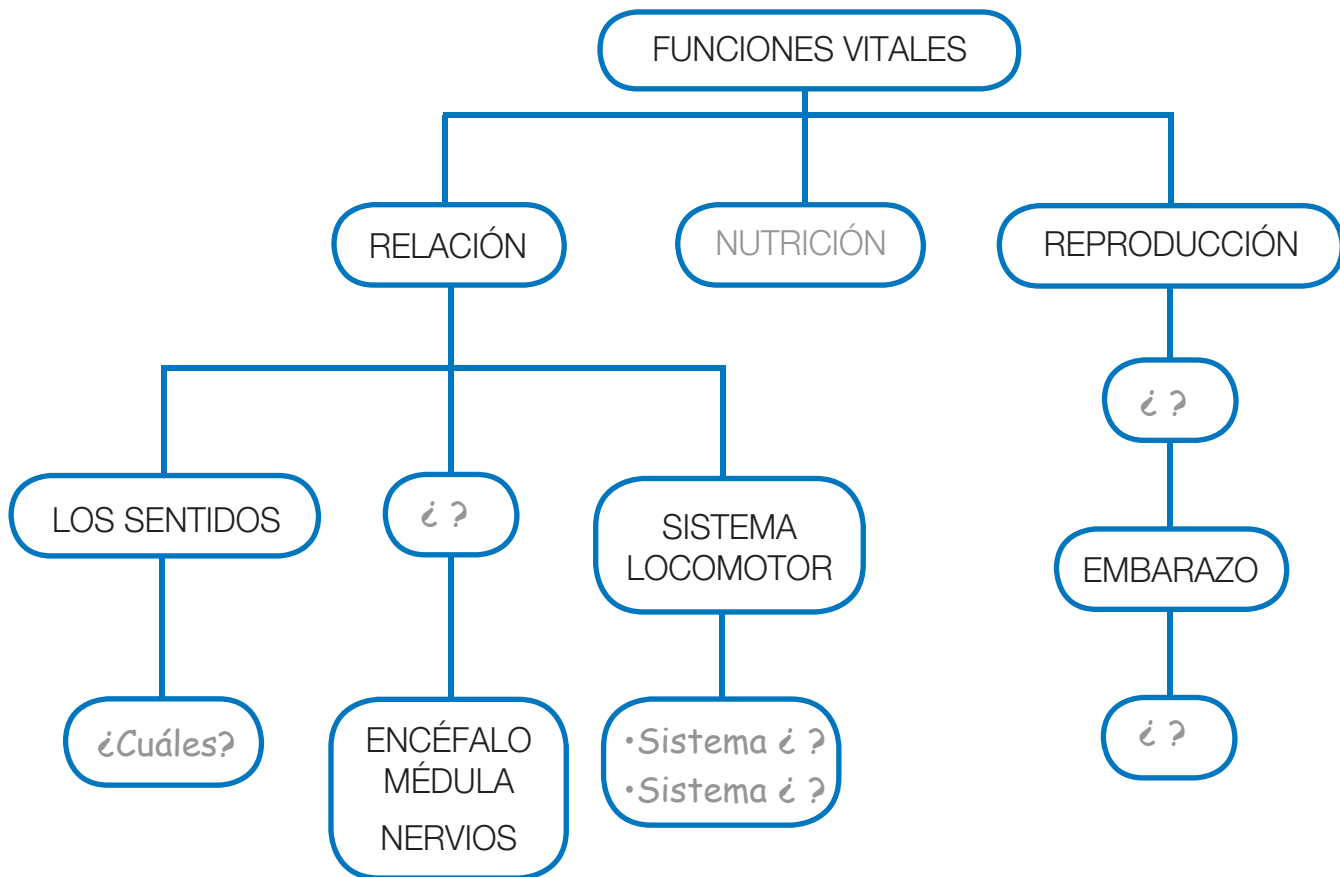 FUNCIONES VITALES
RELACIÓN
NUTRICIÓN
REPRODUCCIÓN
¿ ?
LOS SENTIDOS
¿ ?
SISTEMA
LOCOMOTOR
EMBARAZO
¿Cuáles?
ENCÉFALO
MÉDULA
NERVIOS
•Sistema ¿ ?
•Sistema ¿ ?
¿ ?